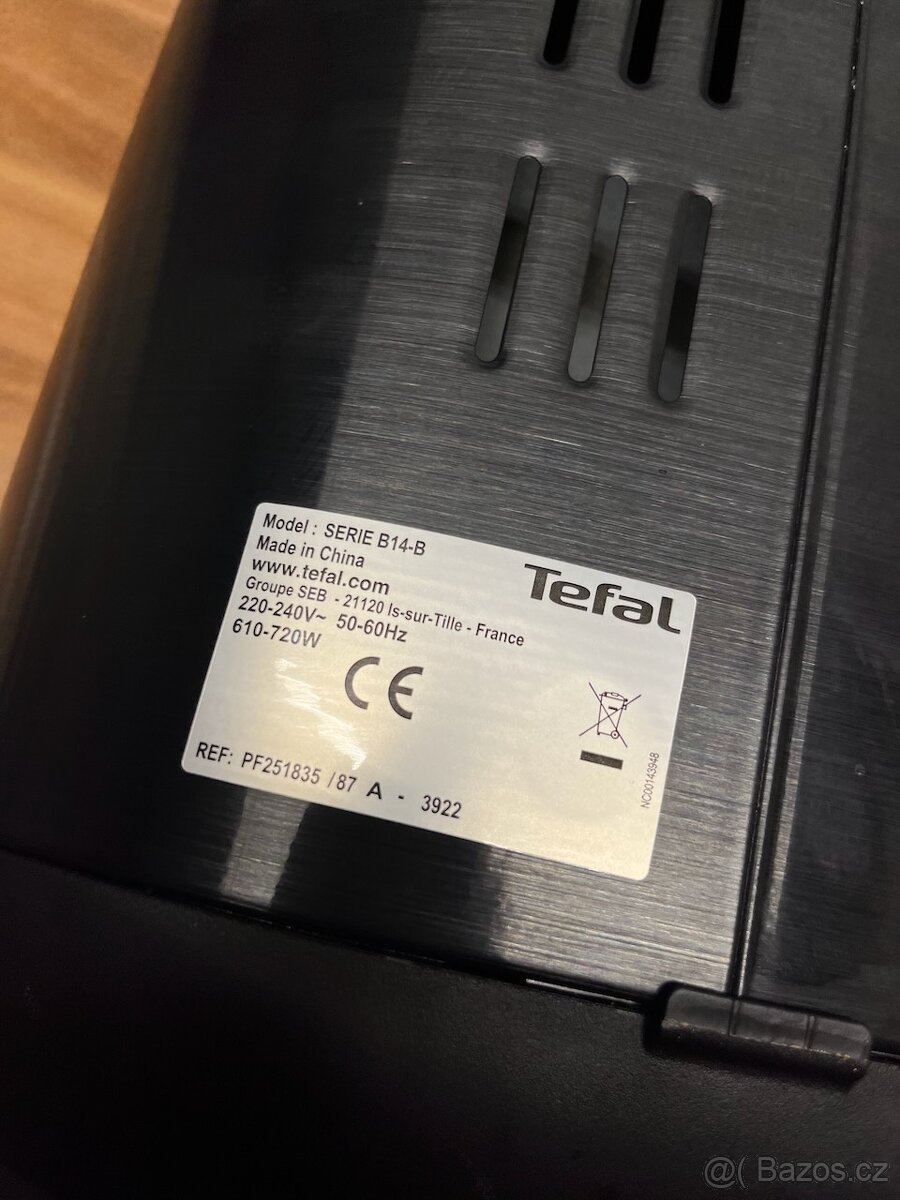 Model : SERIE B14-B
Made in China
www.tefal.com
Groupe SEB - 21120 Is-sur-Tille - France
220-240V~ 50-60Hz
610-720W
Tefal
CE
REF: PF251835 /87 A - 3922
NC00143948
@( Bazos.cz